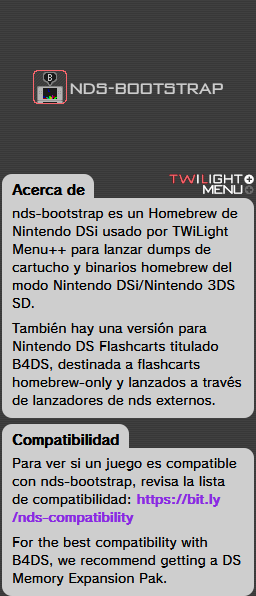 B
NDS-BOOTSTRAP
TWiLIGHT
MENU++
Acerca de
nds-bootstrap es un Homebrew de
Nintendo DSi usado por TWiLight
Menu++ para lanzar dumps de
cartucho y binarios homebrew del
modo Nintendo DSi/Nintendo 3DS
SD.
También hay una versión para
Nintendo DS Flashcarts titulado
B4DS, destinada a flashcarts
homebrew-only y lanzados a través
de lanzadores de nds externos.
Compatibilidad
Para ver si un juego es compatible
con nds-bootstrap, revisa la lista
de compatibilidad: https://bit.ly
/nds-compatibility
For the best compatibility with
B4DS, we recommend getting a DS
Memory Expansion Pak.